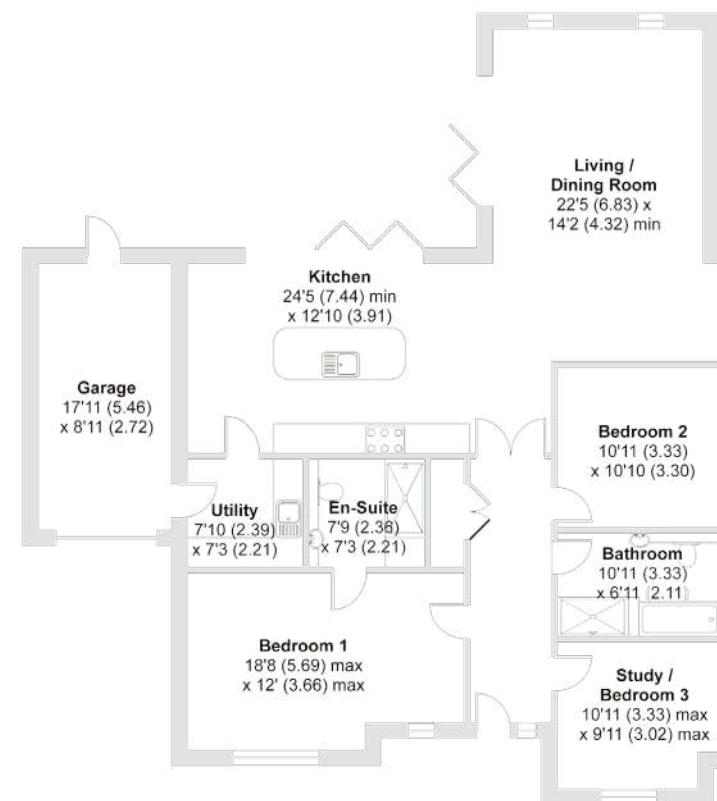 Living /
Dining Room
22'5 (6.83) x
14'2 (4.32) min
Kitchen
24'5 (7.44) min
x 12'10 (3.91)
Garage
17'11 (5.46)
x 8'11 (2.72)
Bedroom 2
10'11 (3.33)
x 10'10 (3.30)
Utility
7'10 (2.39)
x 7'3 (2.21)
En-Suite
7'9 (2.36)
x 7'3 (2.21)
Bathroom
10'11 (3.33)
x 6'11 (2.11)
Bedroom 1
18'8 (5.69) max
x 12' (3.66) max
Study /
Bedroom 3
10'11 (3.33) max
x 9'11 (3.02) max